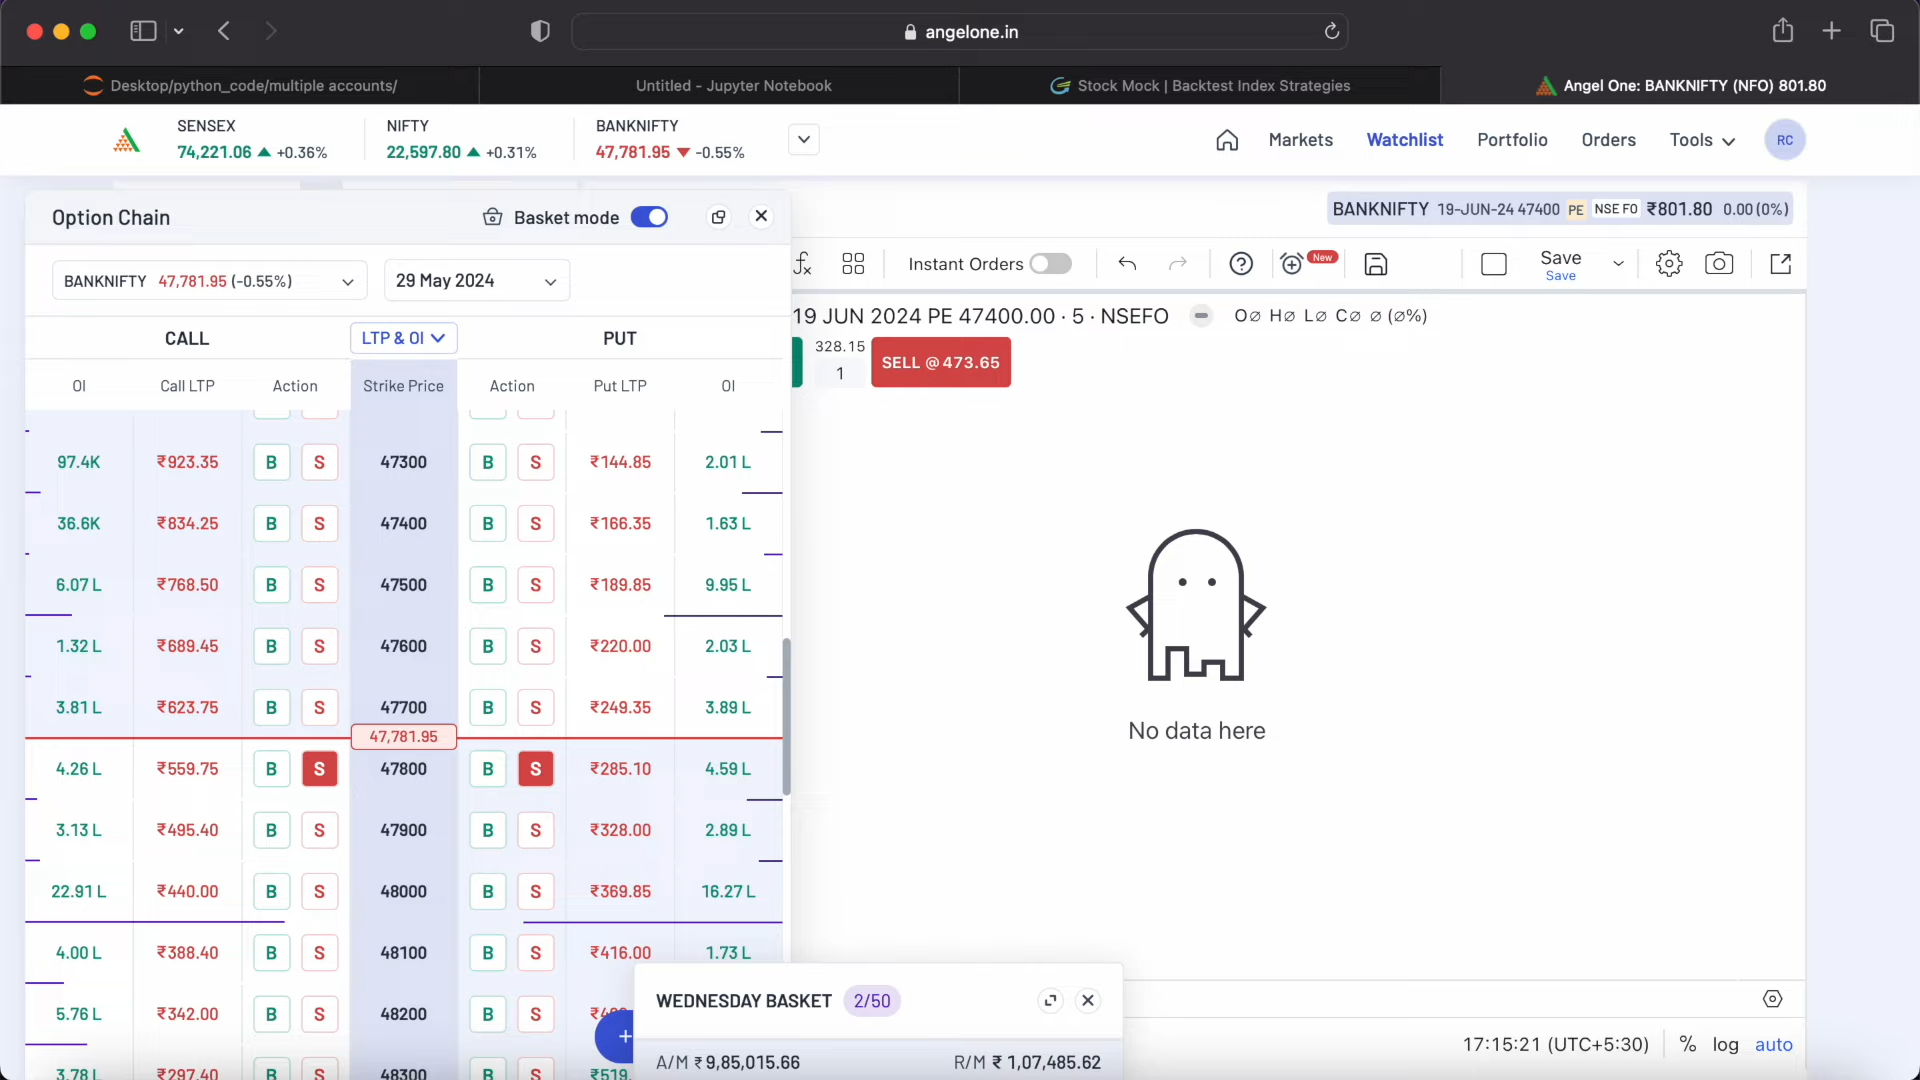 angelone.in
Desktop/python_code/multiple accounts/
Untitled - Jupyter Notebook
Stock Mock | Backtest Index Strategies
Angel One: BANKNIFTY (NFO) 801.80
SENSEX
74,221.06 ▲ +0.36%
NIFTY
22,597.80 ▲ +0.31%
BANKNIFTY
47,781.95 ▼ -0.55%
Markets
Watchlist
Portfolio
Orders
Tools
RC
Option Chain
Basket mode
BANKNIFTY 19-JUN-24 47400 PE NSE FO ₹801.80 0.00 (0%)
BANKNIFTY 47,781.95 (-0.55%)
29 May 2024
Instant Orders
New
Save
Save
CALL
LTP & OI
PUT
19 JUN 2024 PE 47400.00 · 5 · NSEFO
O∅ H∅ L∅ C∅ ∅ (∅%)
328.15
1
SELL @ 473.65
OI Call LTP Action Strike Price Action Put LTP OI
97.4K ₹923.35 B S 47300 B S ₹144.85 2.01 L
36.6K ₹834.25 B S 47400 B S ₹166.35 1.63 L
6.07 L ₹768.50 B S 47500 B S ₹189.85 9.95 L
1.32 L ₹689.45 B S 47600 B S ₹220.00 2.03 L
3.81 L ₹623.75 B S 47700 B S ₹249.35 3.89 L
47,781.95
4.26 L ₹559.75 B S 47800 B S ₹285.10 4.59 L
3.13 L ₹495.40 B S 47900 B S ₹328.00 2.89 L
22.91 L ₹440.00 B S 48000 B S ₹369.85 16.27 L
4.00 L ₹388.40 B S 48100 B S ₹416.00 1.73 L
5.76 L ₹342.00 B S 48200 B S
3.78 L ₹297.40 B S 48300 B S ₹519.
No data here
WEDNESDAY BASKET 2/50
A/M ₹ 9,85,015.66
R/M ₹ 1,07,485.62
17:15:21 (UTC+5:30)
% log auto